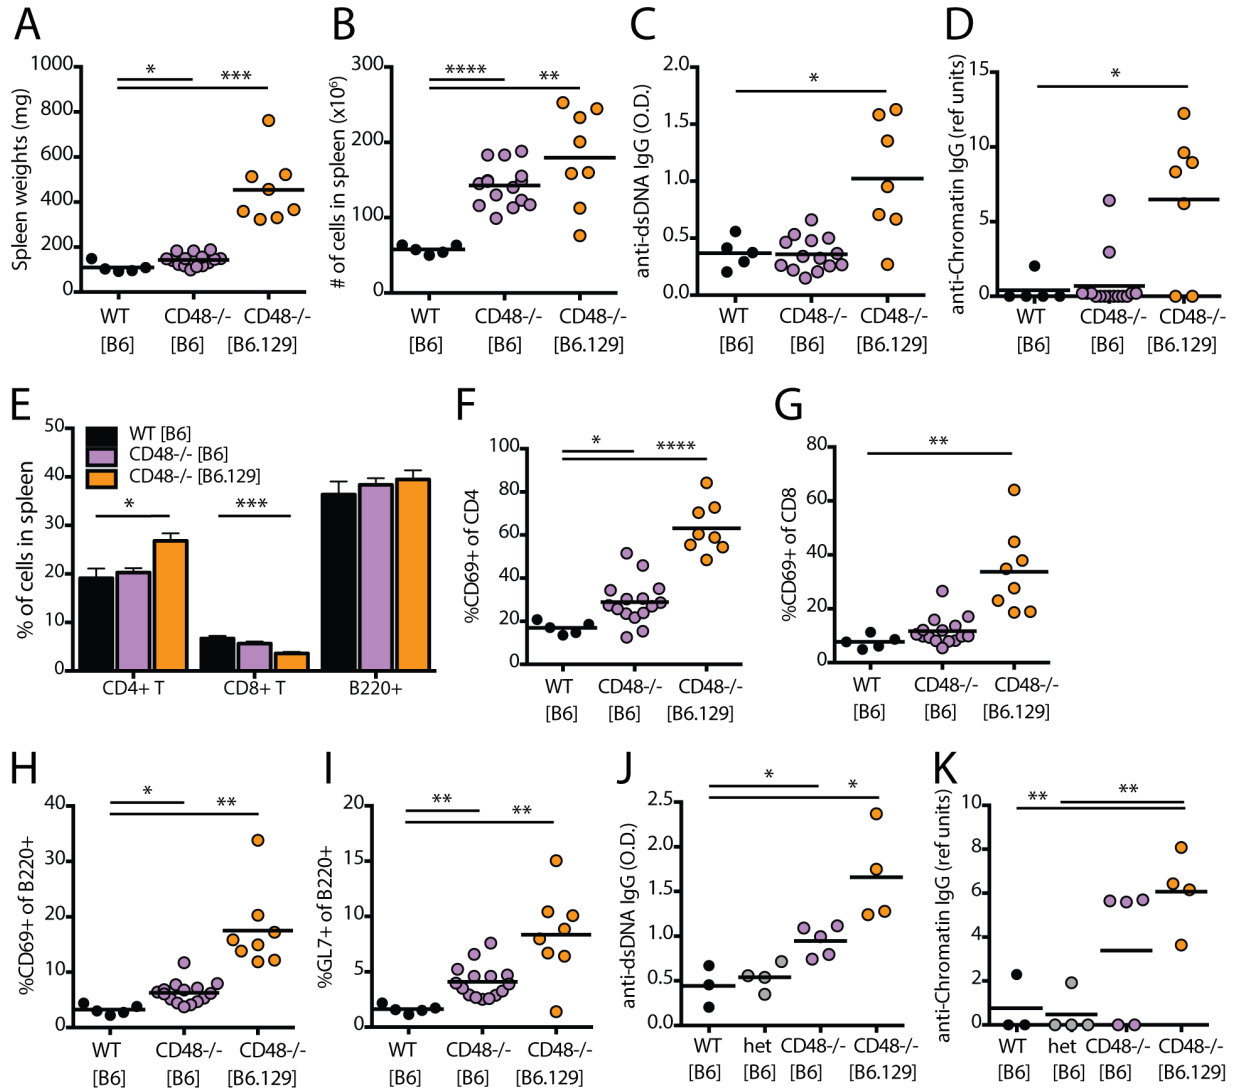 A
Spleen weights (mg)
1000
800
600
400
200
0
*
***
WT
[B6]
CD48-/-
[B6]
CD48-/-
[B6.129]
B
# of cells in spleen (x10⁶)
300
200
100
0
****
**
WT
[B6]
CD48-/-
[B6]
CD48-/-
[B6.129]
C
anti-dsDNA IgG (O.D.)
2.0
1.5
1.0
0.5
0.0
*
WT
[B6]
CD48-/-
[B6]
CD48-/-
[B6.129]
D
anti-Chromatin IgG (ref units)
15
10
5
0
*
WT
[B6]
CD48-/-
[B6]
CD48-/-
[B6.129]
E
% of cells in spleen
50
40
30
20
10
0
WT [B6]
CD48-/- [B6]
CD48-/- [B6.129]
*
***
CD4+ T
CD8+ T
B220+
F
%CD69+ of CD4
100
80
60
40
20
0
*
****
WT
[B6]
CD48-/-
[B6]
CD48-/-
[B6.129]
G
%CD69+ of CD8
80
60
40
20
0
**
WT
[B6]
CD48-/-
[B6]
CD48-/-
[B6.129]
H
%CD69+ of B220+
40
30
20
10
0
*
**
WT
[B6]
CD48-/-
[B6]
CD48-/-
[B6.129]
I
%GL7+ of B220+
20
15
10
5
0
**
**
WT
[B6]
CD48-/-
[B6]
CD48-/-
[B6.129]
J
anti-dsDNA IgG (O.D.)
2.5
2.0
1.5
1.0
0.5
0.0
*
*
WT
[B6]
het
[B6]
CD48-/-
[B6]
CD48-/-
[B6.129]
K
anti-Chromatin IgG (ref units)
10
8
6
4
2
0
**
**
WT
[B6]
het
[B6]
CD48-/-
[B6]
CD48-/-
[B6.129]